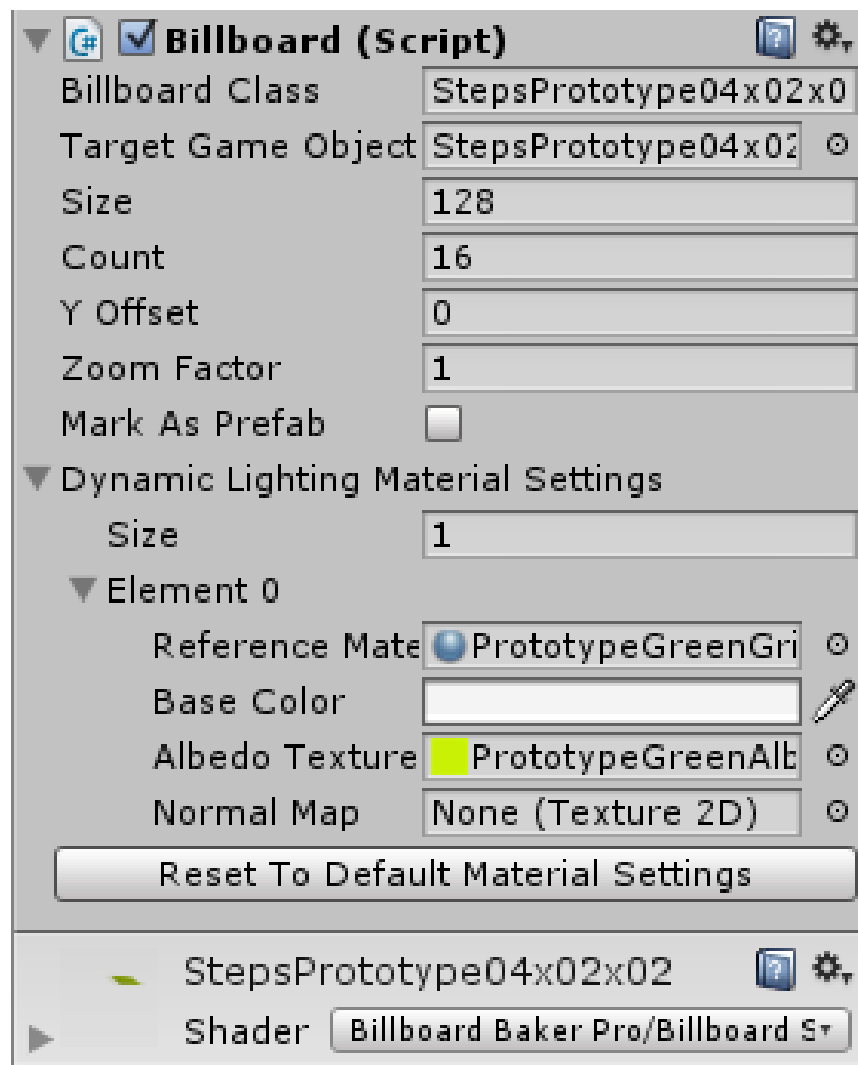 Billboard (Script)
Billboard Class StepsPrototype04x02x0
Target Game Object StepsPrototype04x02
Size 128
Count 16
Y Offset 0
Zoom Factor 1
Mark As Prefab
Dynamic Lighting Material Settings
Size 1
Element 0
Reference Mate PrototypeGreenGri
Base Color
Albedo Texture PrototypeGreenAlb
Normal Map None (Texture 2D)
Reset To Default Material Settings
StepsPrototype04x02x02
Shader Billboard Baker Pro/Billboard S